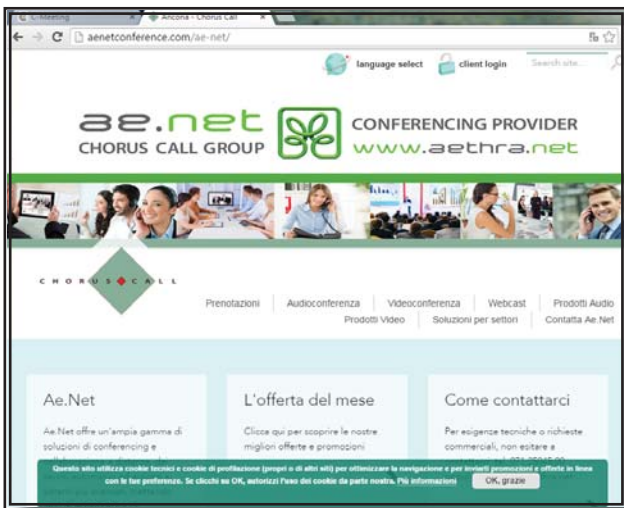 C-Meeting
Ancona - Chorus Call
aenetconference.com/ae-net/
language select
client login
Search site...
ae.net
CHORUS CALL GROUP
CONFERENCING PROVIDER
www.aethra.net
CHORUS CALL
Prenotazioni
Audioconferenza
Videoconferenza
Webcast
Prodotti Audio
Prodotti Video
Soluzioni per settori
Contatta Ae.Net
Ae.Net
Ae.Net offre un'ampia gamma di
soluzioni di conferencing e
L'offerta del mese
Clicca qui per scoprire le nostre
migliori offerte e promozioni
Come contattarci
Per esigenze tecniche o richieste
commerciali, non esitare a
Questo sito utilizza cookie tecnici e cookie di profilazione (propri o di altri siti) per ottimizzare la navigazione e per inviarti promozioni e offerte in linea
con le tue preferenze. Se clicchi su OK, autorizzi l'uso dei cookie da parte nostra. Più informazioni
OK, grazie